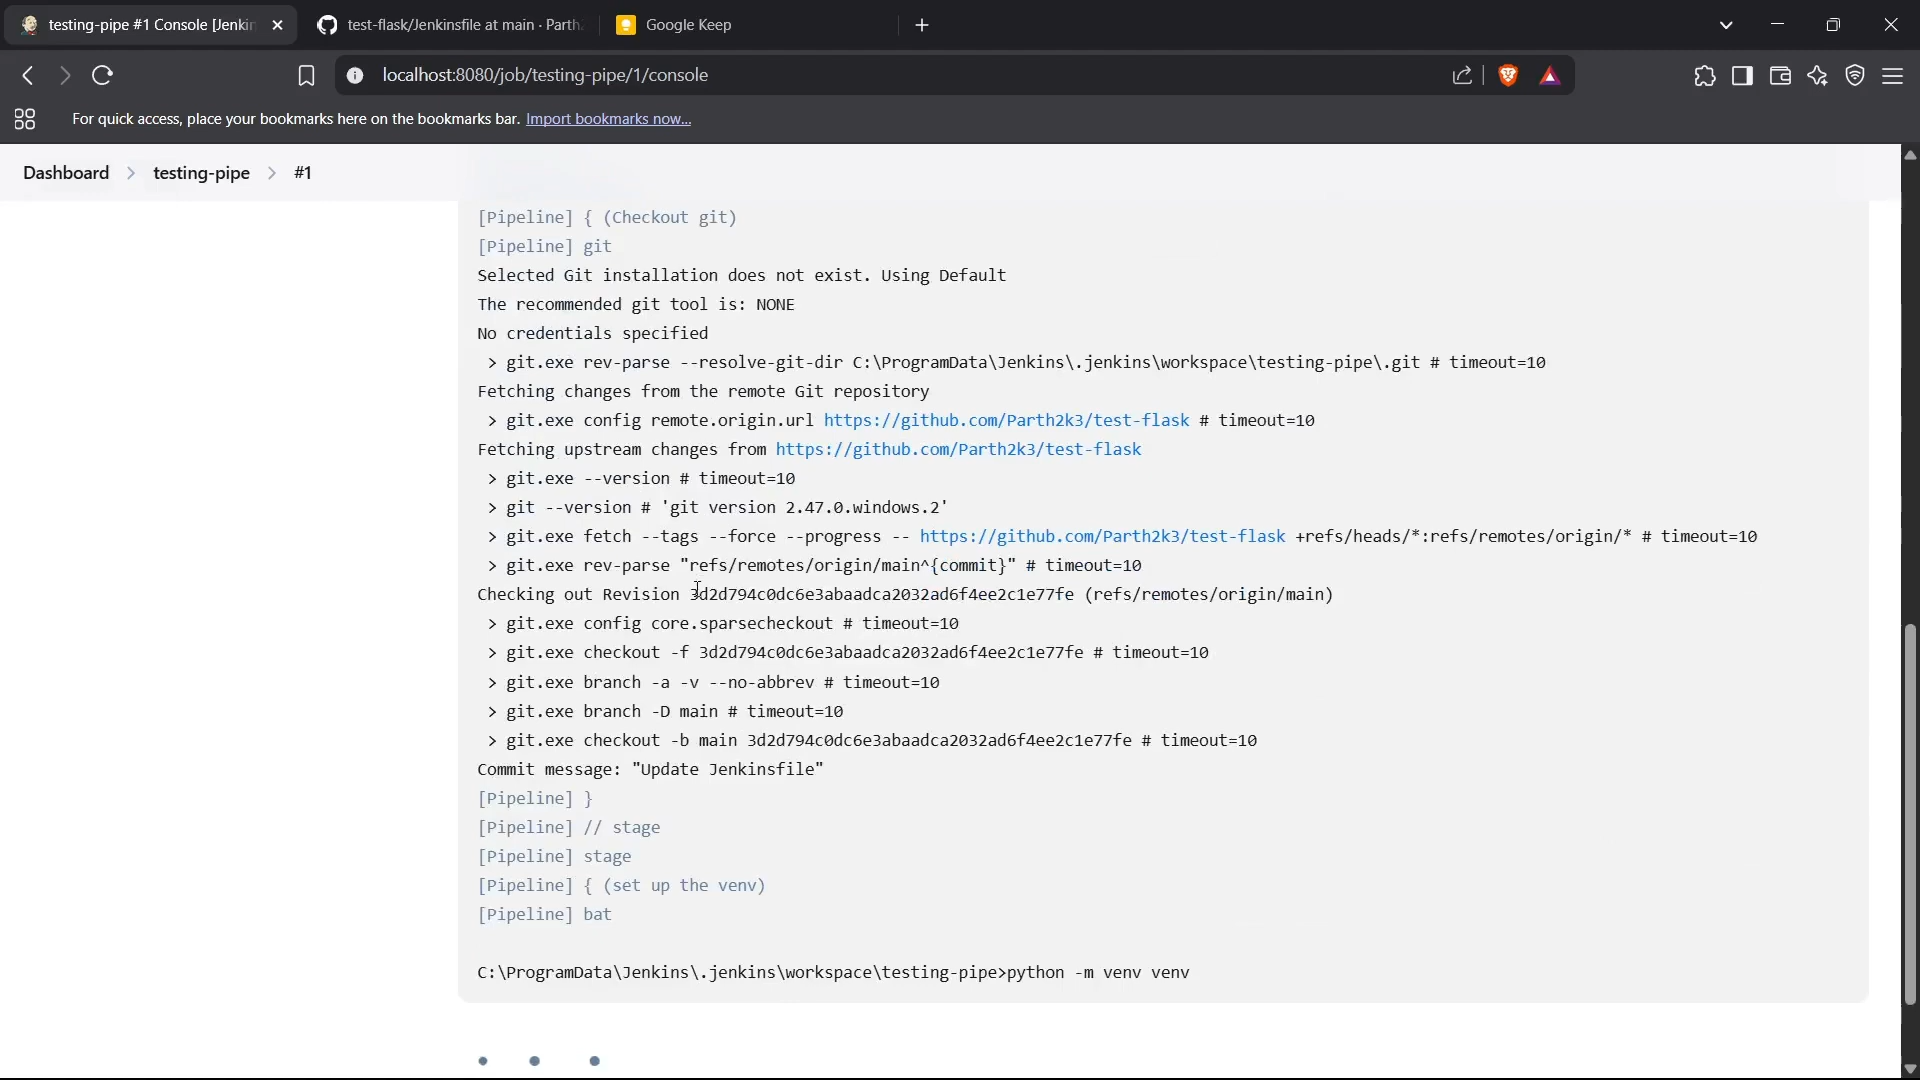 testing-pipe #1 Console [Jenki
test-flask/Jenkinsfile at main · Parth
Google Keep
localhost:8080/job/testing-pipe/1/console
For quick access, place your bookmarks here on the bookmarks bar. Import bookmarks now...
Dashboard > testing-pipe > #1
[Pipeline] { (Checkout git)
[Pipeline] git
Selected Git installation does not exist. Using Default
The recommended git tool is: NONE
No credentials specified
> git.exe rev-parse --resolve-git-dir C:\ProgramData\Jenkins\.jenkins\workspace\testing-pipe\.git # timeout=10
Fetching changes from the remote Git repository
> git.exe config remote.origin.url https://github.com/Parth2k3/test-flask # timeout=10
Fetching upstream changes from https://github.com/Parth2k3/test-flask
> git.exe --version # timeout=10
> git --version # 'git version 2.47.0.windows.2'
> git.exe fetch --tags --force --progress -- https://github.com/Parth2k3/test-flask +refs/heads/*:refs/remotes/origin/* # timeout=10
> git.exe rev-parse "refs/remotes/origin/main^{commit}" # timeout=10
Checking out Revision 3d2d794c0dc6e3abaadca2032ad6f4ee2c1e77fe (refs/remotes/origin/main)
> git.exe config core.sparsecheckout # timeout=10
> git.exe checkout -f 3d2d794c0dc6e3abaadca2032ad6f4ee2c1e77fe # timeout=10
> git.exe branch -a -v --no-abbrev # timeout=10
> git.exe branch -D main # timeout=10
> git.exe checkout -b main 3d2d794c0dc6e3abaadca2032ad6f4ee2c1e77fe # timeout=10
Commit message: "Update Jenkinsfile"
[Pipeline] }
[Pipeline] // stage
[Pipeline] stage
[Pipeline] { (set up the venv)
[Pipeline] bat
C:\ProgramData\Jenkins\.jenkins\workspace\testing-pipe>python -m venv venv